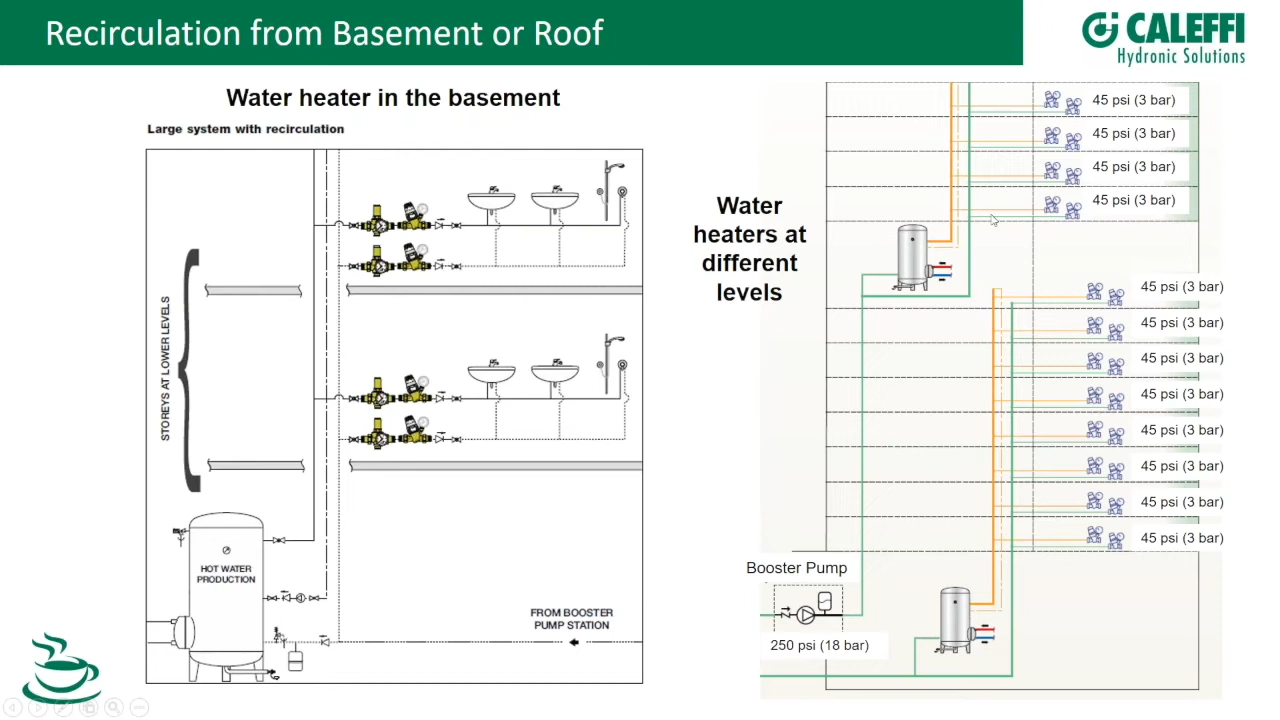 Recirculation from Basement or Roof
CALEFFI
Hydronic Solutions
Water heater in the basement
Large system with recirculation
STOREYS AT LOWER LEVELS
HOT WATER
PRODUCTION
FROM BOOSTER
PUMP STATION
Water
heaters at
different
levels
45 psi (3 bar)
45 psi (3 bar)
45 psi (3 bar)
45 psi (3 bar)
45 psi (3 bar)
45 psi (3 bar)
45 psi (3 bar)
45 psi (3 bar)
45 psi (3 bar)
45 psi (3 bar)
45 psi (3 bar)
45 psi (3 bar)
Booster Pump
250 psi (18 bar)